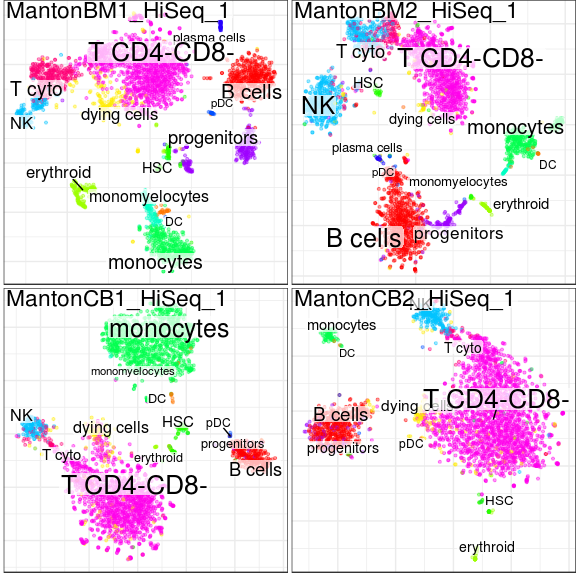 MantonBM1_HiSeq_1
plasma cells
T CD4-CD8-
T cyto
B cells
pDC
dying cells
NK
progenitors
HSC
erythroid
monomyelocytes
DC
monocytes
MantonBM2_HiSeq_1
T cyto
T CD4-CD8-
HSC
NK
dying cells
monocytes
plasma cells
DC
pDC
monomyelocytes
erythroid
B cells
progenitors
MantonCB1_HiSeq_1
monocytes
monomyelocytes
DC
NK
dying cells
HSC
pDC
progenitors
T cyto
erythroid
B cells
T CD4-CD8-
MantonCB2_HiSeq_1
NK
monocytes
T cyto
DC
T CD4-CD8-
dying cells
B cells
pDC
progenitors
HSC
erythroid